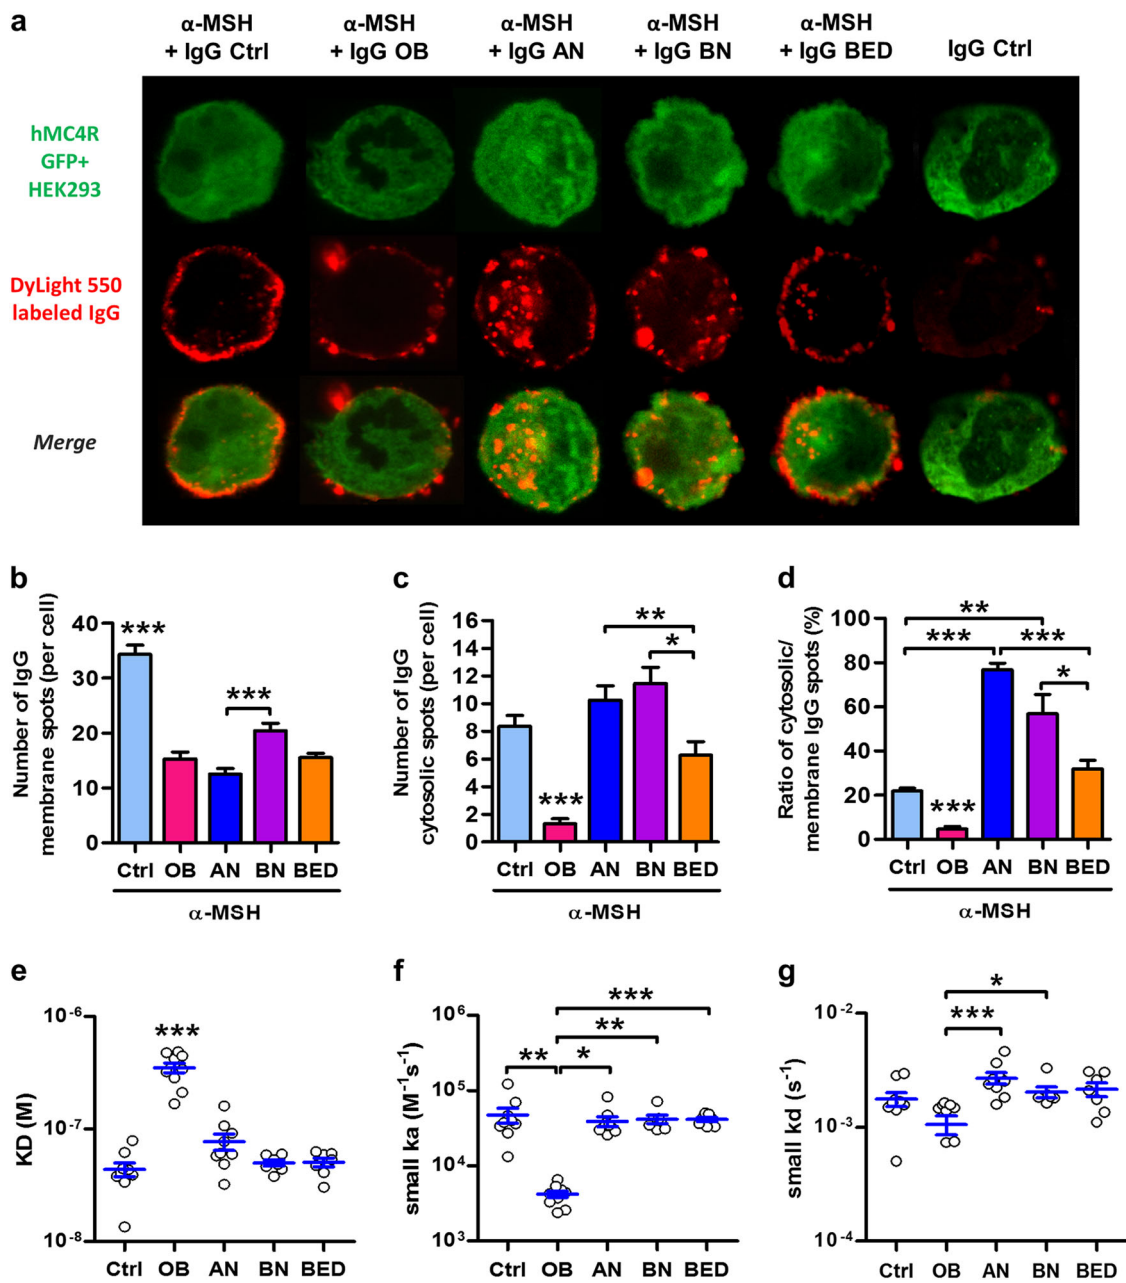 a
α-MSH
+ IgG Ctrl
α-MSH
+ IgG OB
α-MSH
+ IgG AN
α-MSH
+ IgG BN
α-MSH
+ IgG BED
IgG Ctrl
hMC4R
GFP+
HEK293
DyLight 550
labeled IgG
Merge
b
Number of IgG
membrane spots (per cell)
40
30
20
10
0
***
***
Ctrl OB AN BN BED
α-MSH
c
Number of IgG
cytosolic spots (per cell)
16
14
12
10
8
6
4
2
0
**
*
***
Ctrl OB AN BN BED
α-MSH
d
Ratio of cytosolic/
membrane IgG spots (%)
100
80
60
40
20
0
**
*** ***
*
***
Ctrl OB AN BN BED
α-MSH
e
KD (M)
10-6
10-7
10-8
***
Ctrl OB AN BN BED
f
small ka (M-1s-1)
106
105
104
103
***
**
** *
Ctrl OB AN BN BED
g
small kd (s-1)
10-2
10-3
10-4
*
***
Ctrl OB AN BN BED